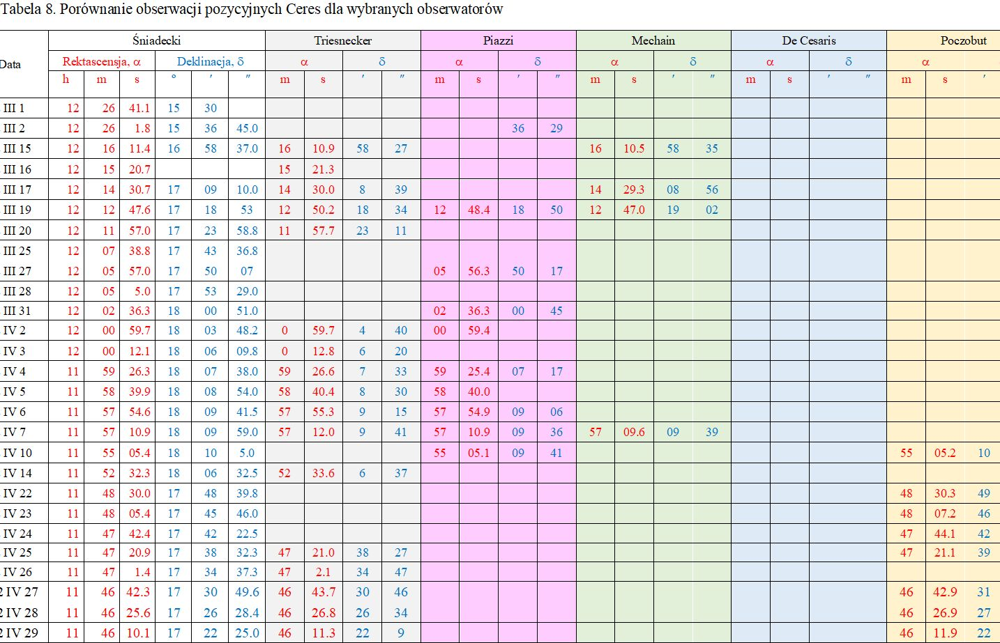 Tabela 8. Porównanie obserwacji pozycyjnych Ceres dla wybranych obserwatorów
Data Śniadecki Triesnecker Piazzi Mechain De Cesaris Poczobut
Rektascensja, α Deklinacja, δ α δ α δ α δ α δ α
h m s ° ′ ″ m s ′ ″ m s ′ ″ m s ′ ″ m s ′ ″ m s ′
III 1 12 26 41.1 15 30
III 2 12 26 1.8 15 36 45.0 36 29
III 15 12 16 11.4 16 58 37.0 16 10.9 58 27 16 10.5 58 35
III 16 12 15 20.7 15 21.3
III 17 12 14 30.7 17 09 10.0 14 30.0 8 39 14 29.3 08 56
III 19 12 12 47.6 17 18 53 12 50.2 18 34 12 48.4 18 50 12 47.0 19 02
III 20 12 11 57.0 17 23 58.8 11 57.7 23 11
III 25 12 07 38.8 17 43 36.8
III 27 12 05 57.0 17 50 07 05 56.3 50 17
III 28 12 05 5.0 17 53 29.0
III 31 12 02 36.3 18 00 51.0 02 36.3 00 45
IV 2 12 00 59.7 18 03 48.2 0 59.7 4 40 00 59.4
IV 3 12 00 12.1 18 06 09.8 0 12.8 6 20
IV 4 11 59 26.3 18 07 38.0 59 26.6 7 33 59 25.4 07 17
IV 5 11 58 39.9 18 08 54.0 58 40.4 8 30 58 40.0
IV 6 11 57 54.6 18 09 41.5 57 55.3 9 15 57 54.9 09 06
IV 7 11 57 10.9 18 09 59.0 57 12.0 9 41 57 10.9 09 36 57 09.6 09 39
IV 10 11 55 05.4 18 10 5.0 55 05.1 09 41 55 05.2 10
IV 14 11 52 32.3 18 06 32.5 52 33.6 6 37
IV 22 11 48 30.0 17 48 39.8 48 30.3 49
IV 23 11 48 05.4 17 45 46.0 48 07.2 46
IV 24 11 47 42.4 17 42 22.5 47 44.1 42
IV 25 11 47 20.9 17 38 32.3 47 21.0 38 27 47 21.1 39
IV 26 11 47 1.4 17 34 37.3 47 2.1 34 47
2 IV 27 11 46 42.3 17 30 49.6 46 43.7 30 46 46 42.9 31
2 IV 28 11 46 25.6 17 26 28.4 46 26.8 26 34 46 26.9 27
2 IV 29 11 46 10.1 17 22 25.0 46 11.3 22 9 46 11.9 22